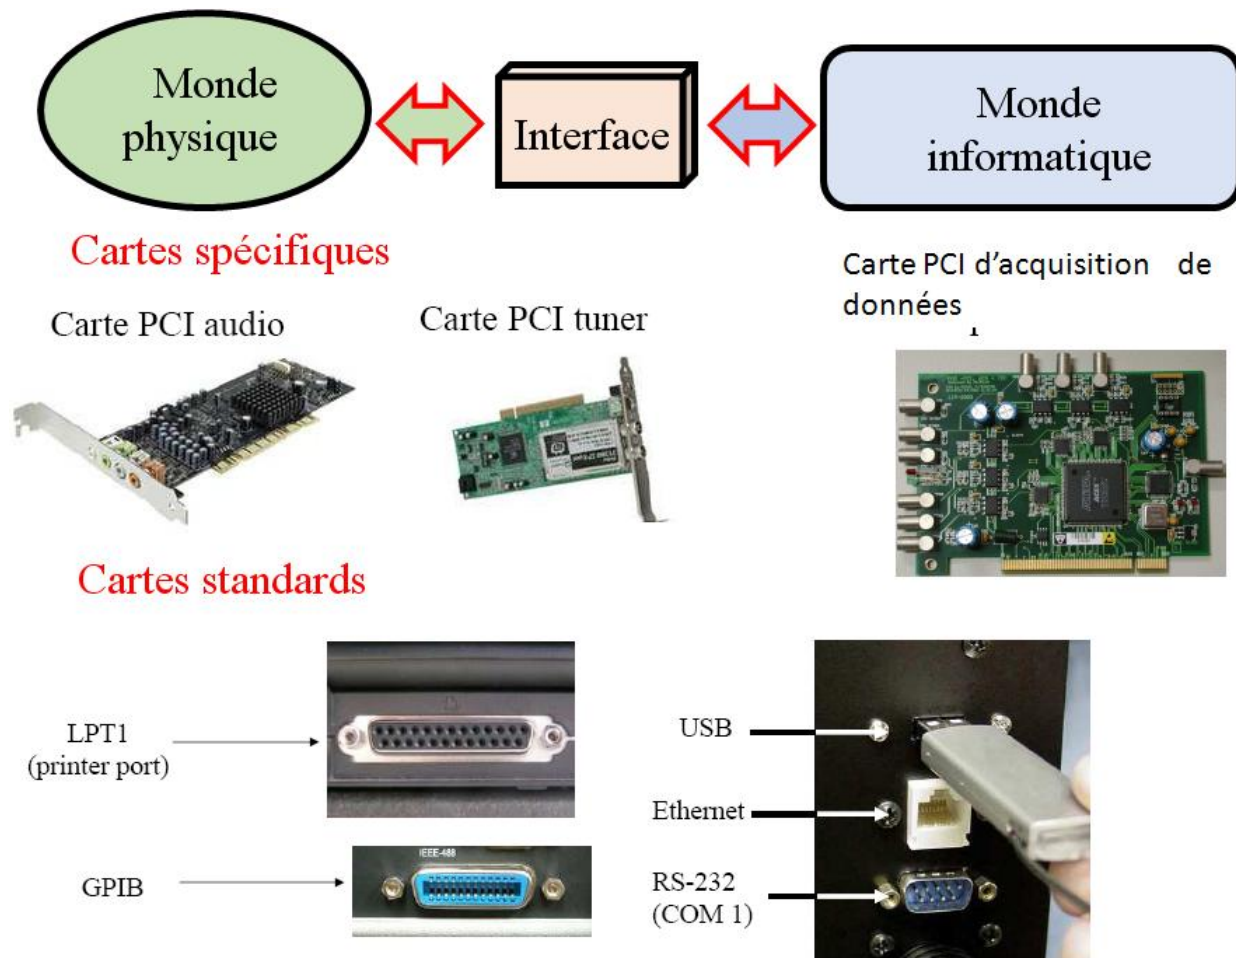 Monde
physique
Interface
Monde
informatique
Cartes spécifiques
Carte PCI audio
Carte PCI tuner
Carte PCI d’acquisition de
données
Cartes standards
LPT1
(printer port)
IEEE-488
GPIB
USB
Ethernet
RS-232
(COM 1)